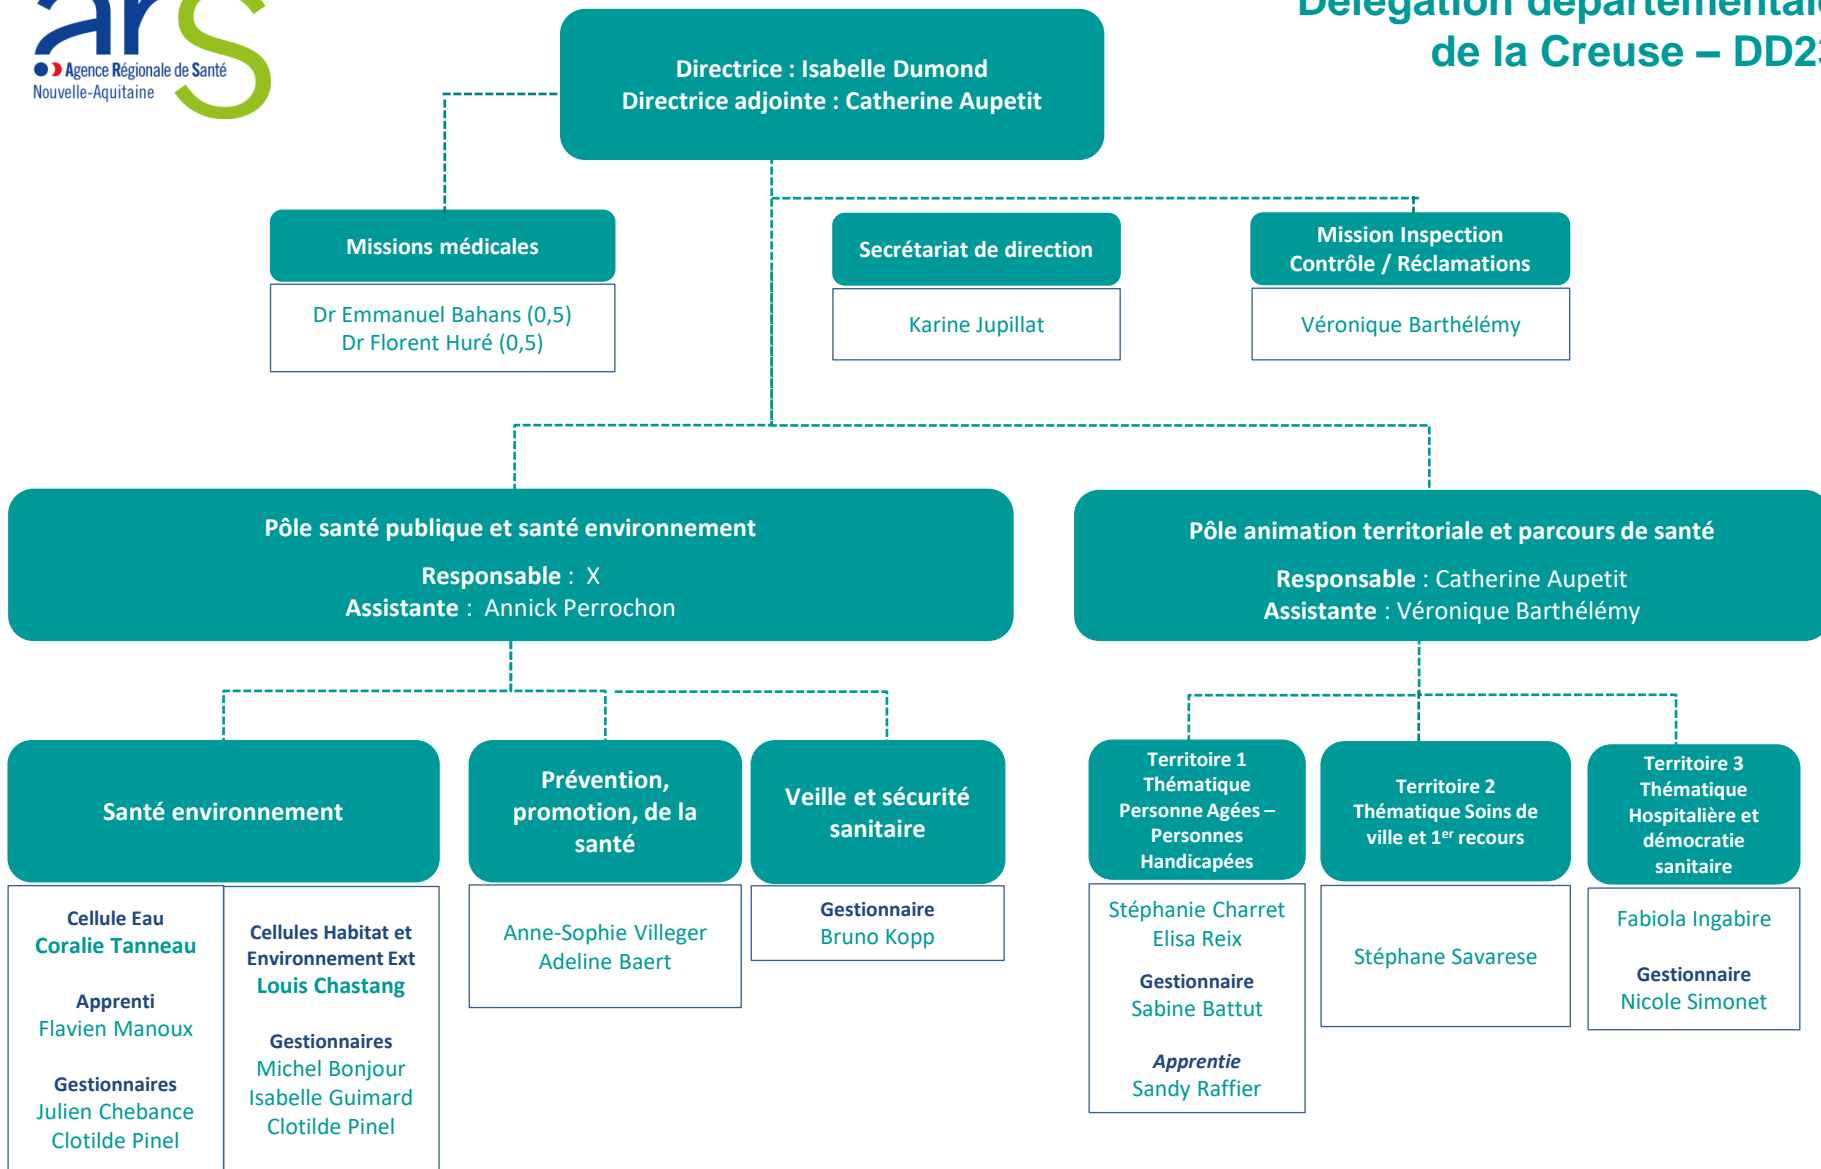 ars
Agence Régionale de Santé
Nouvelle-Aquitaine
Délégation départementale
de la Creuse – DD23
Directrice : Isabelle Dumond
Directrice adjointe : Catherine Aupetit
Missions médicales
Dr Emmanuel Bahans (0,5)
Dr Florent Huré (0,5)
Secrétariat de direction
Karine Jupillat
Mission Inspection
Contrôle / Réclamations
Véronique Barthélémy
Pôle santé publique et santé environnement
Responsable : X
Assistante : Annick Perrochon
Pôle animation territoriale et parcours de santé
Responsable : Catherine Aupetit
Assistante : Véronique Barthélémy
Santé environnement
Cellule Eau
Coralie Tanneau
Apprenti
Flavien Manoux
Gestionnaires
Julien Chebance
Clotilde Pinel
Cellules Habitat et
Environnement Ext
Louis Chastang
Gestionnaires
Michel Bonjour
Isabelle Guimard
Clotilde Pinel
Prévention,
promotion, de la
santé
Anne-Sophie Villeger
Adeline Baert
Veille et sécurité
sanitaire
Gestionnaire
Bruno Kopp
Territoire 1
Thématique
Personne Agées –
Personnes
Handicapées
Stéphanie Charret
Elisa Reix
Gestionnaire
Sabine Battut
Apprentie
Sandy Raffier
Territoire 2
Thématique Soins de
ville et 1er recours
Stéphane Savarese
Territoire 3
Thématique
Hospitalière et
démocratie
sanitaire
Fabiola Ingabire
Gestionnaire
Nicole Simonet